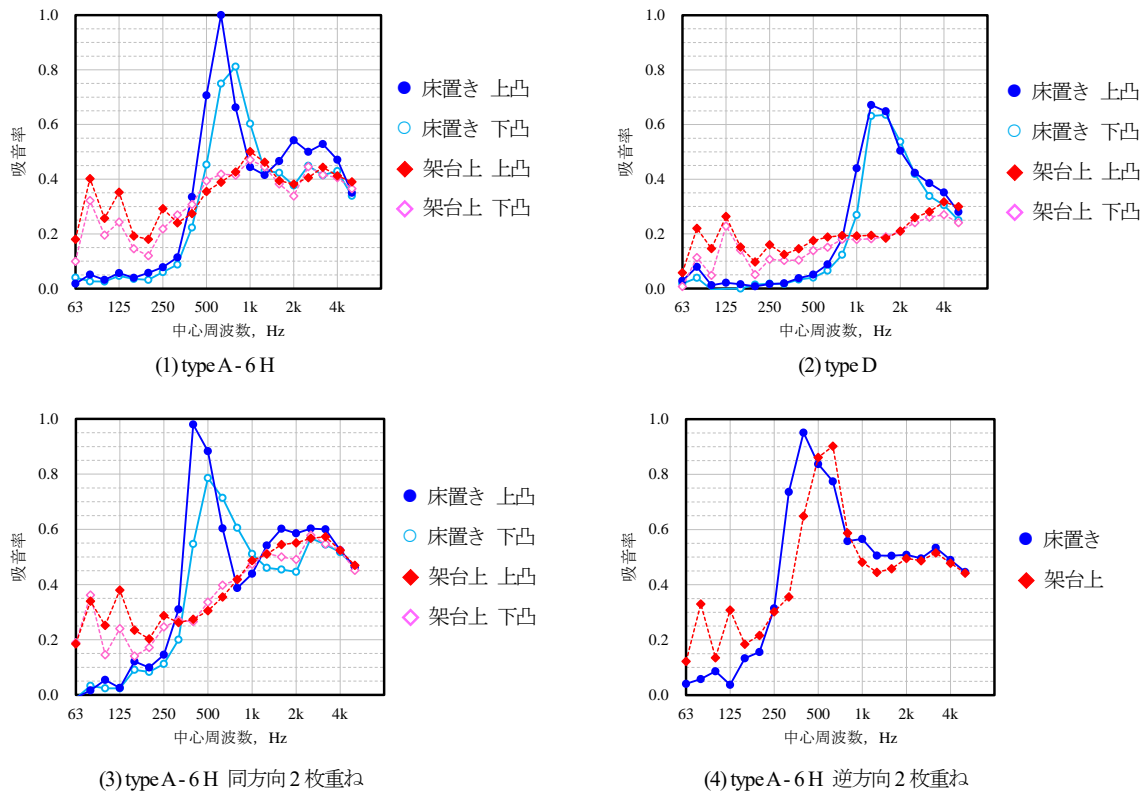 1.0
0.8
0.6
0.4
0.2
0.0
吸音率
63 125 250 500 1k 2k 4k
中心周波数，Hz
床置き 上凸
床置き 下凸
架台上 上凸
架台上 下凸
(1) type A - 6 H
1.0
0.8
0.6
0.4
0.2
0.0
吸音率
63 125 250 500 1k 2k 4k
中心周波数，Hz
床置き 上凸
床置き 下凸
架台上 上凸
架台上 下凸
(2) type D
1.0
0.8
0.6
0.4
0.2
0.0
吸音率
63 125 250 500 1k 2k 4k
中心周波数，Hz
床置き 上凸
床置き 下凸
架台上 上凸
架台上 下凸
(3) type A - 6 H 同方向 2 枚重ね
1.0
0.8
0.6
0.4
0.2
0.0
吸音率
63 125 250 500 1k 2k 4k
中心周波数，Hz
床置き
架台上
(4) type A - 6 H 逆方向 2 枚重ね